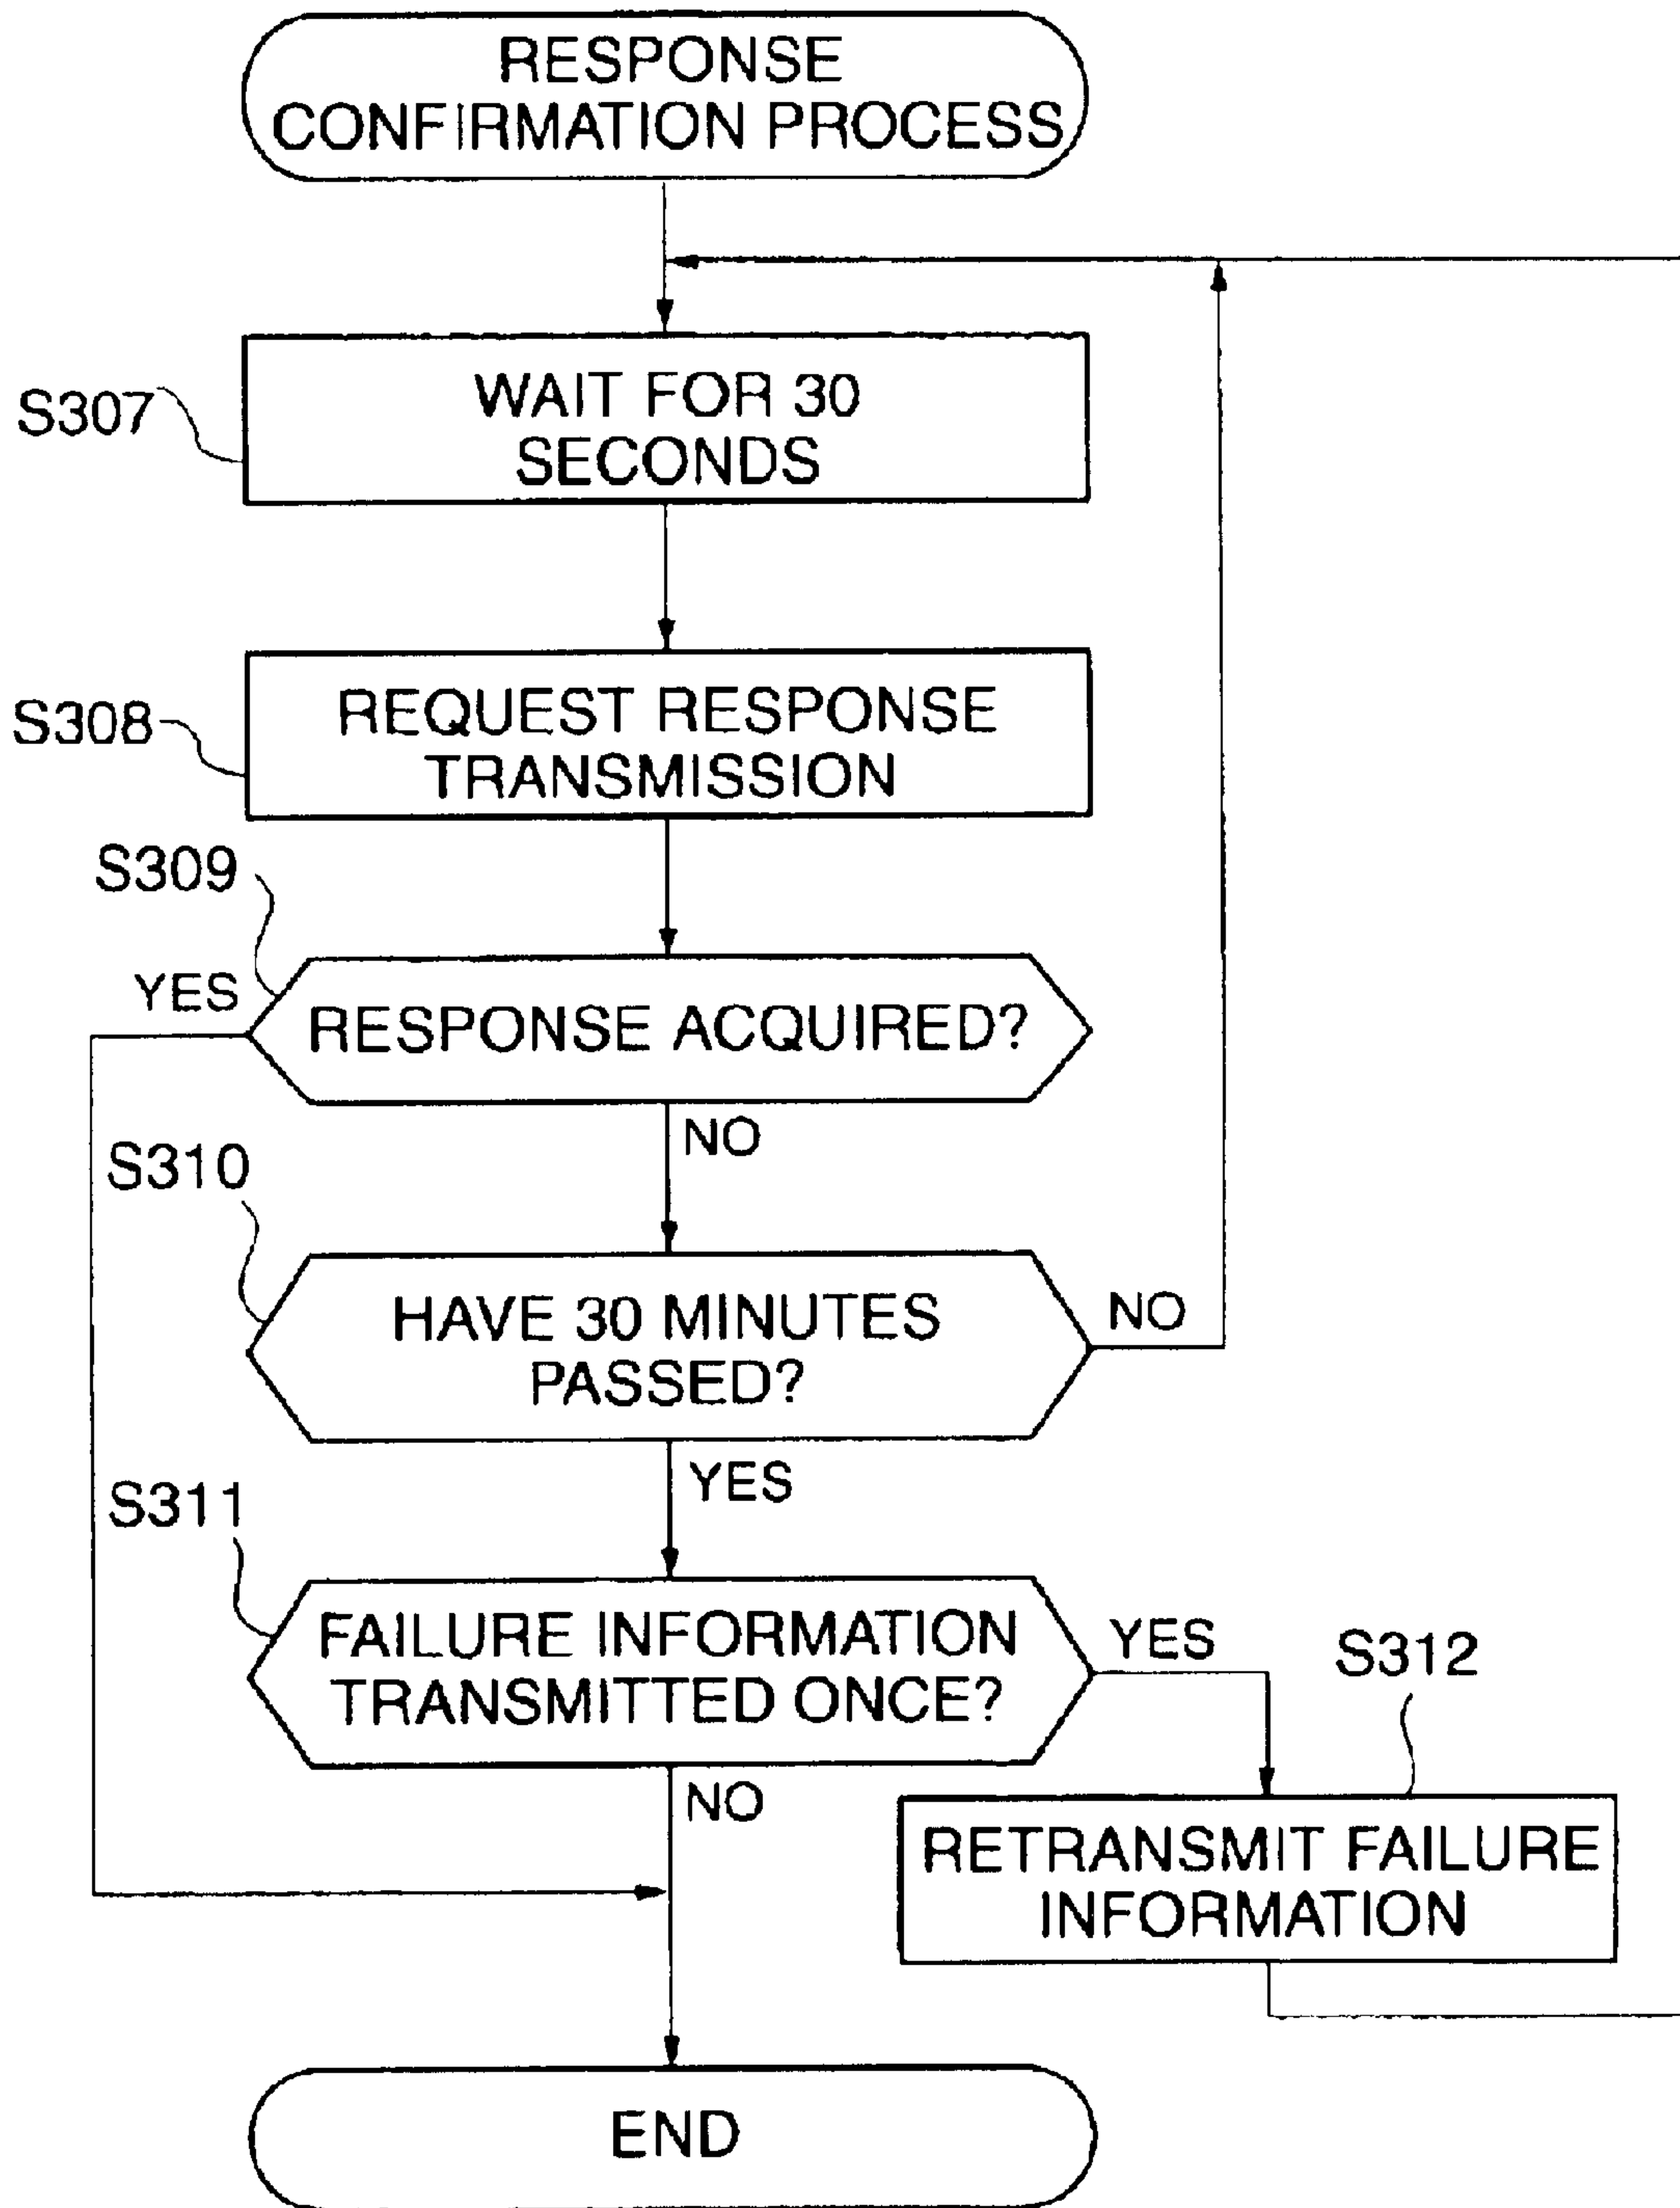 RESPONSE
CONFIRMATION PROCESS
S307
WAIT FOR 30
SECONDS
S308
REQUEST RESPONSE
TRANSMISSION
S309
YES
RESPONSE ACQUIRED?
NO
S310
HAVE 30 MINUTES
PASSED?
NO
YES
S311
FAILURE INFORMATION
TRANSMITTED ONCE?
YES
S312
NO
RETRANSMIT FAILURE
INFORMATION
END